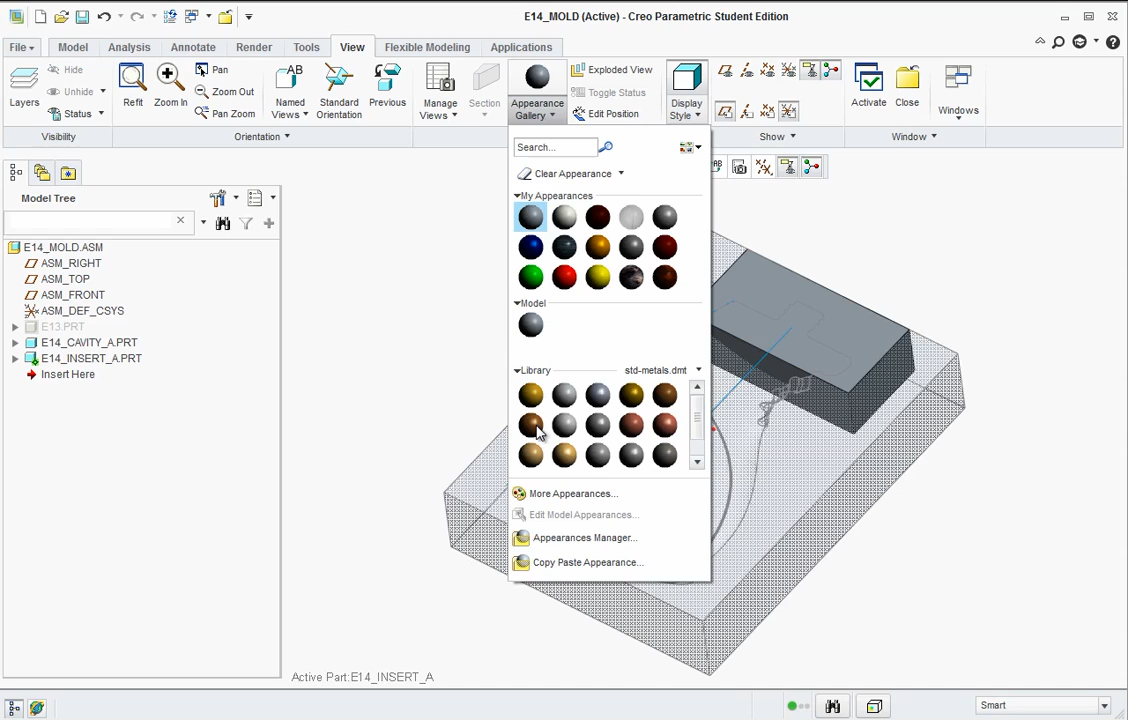 E14_MOLD (Active) - Creo Parametric Student Edition
File
Model
Analysis
Annotate
Render
Tools
View
Flexible Modeling
Applications
Layers
Hide
Unhide
Status
Visibility
Refit
Zoom In
Pan
Zoom Out
Pan Zoom
Named
Views
Standard
Orientation
Previous
Orientation
Manage
Views
Section
Appearance
Gallery
Exploded View
Toggle Status
Edit Position
Display
Style
Show
Activate
Close
Windows
Window
Search...
Clear Appearance
My Appearances
Model
Library
std-metals.dmt
More Appearances...
Edit Model Appearances...
Appearances Manager...
Copy Paste Appearance...
Model Tree
E14_MOLD.ASM
ASM_RIGHT
ASM_TOP
ASM_FRONT
ASM_DEF_CSYS
E13.PRT
E14_CAVITY_A.PRT
E14_INSERT_A.PRT
Insert Here
Active Part:E14_INSERT_A
Smart